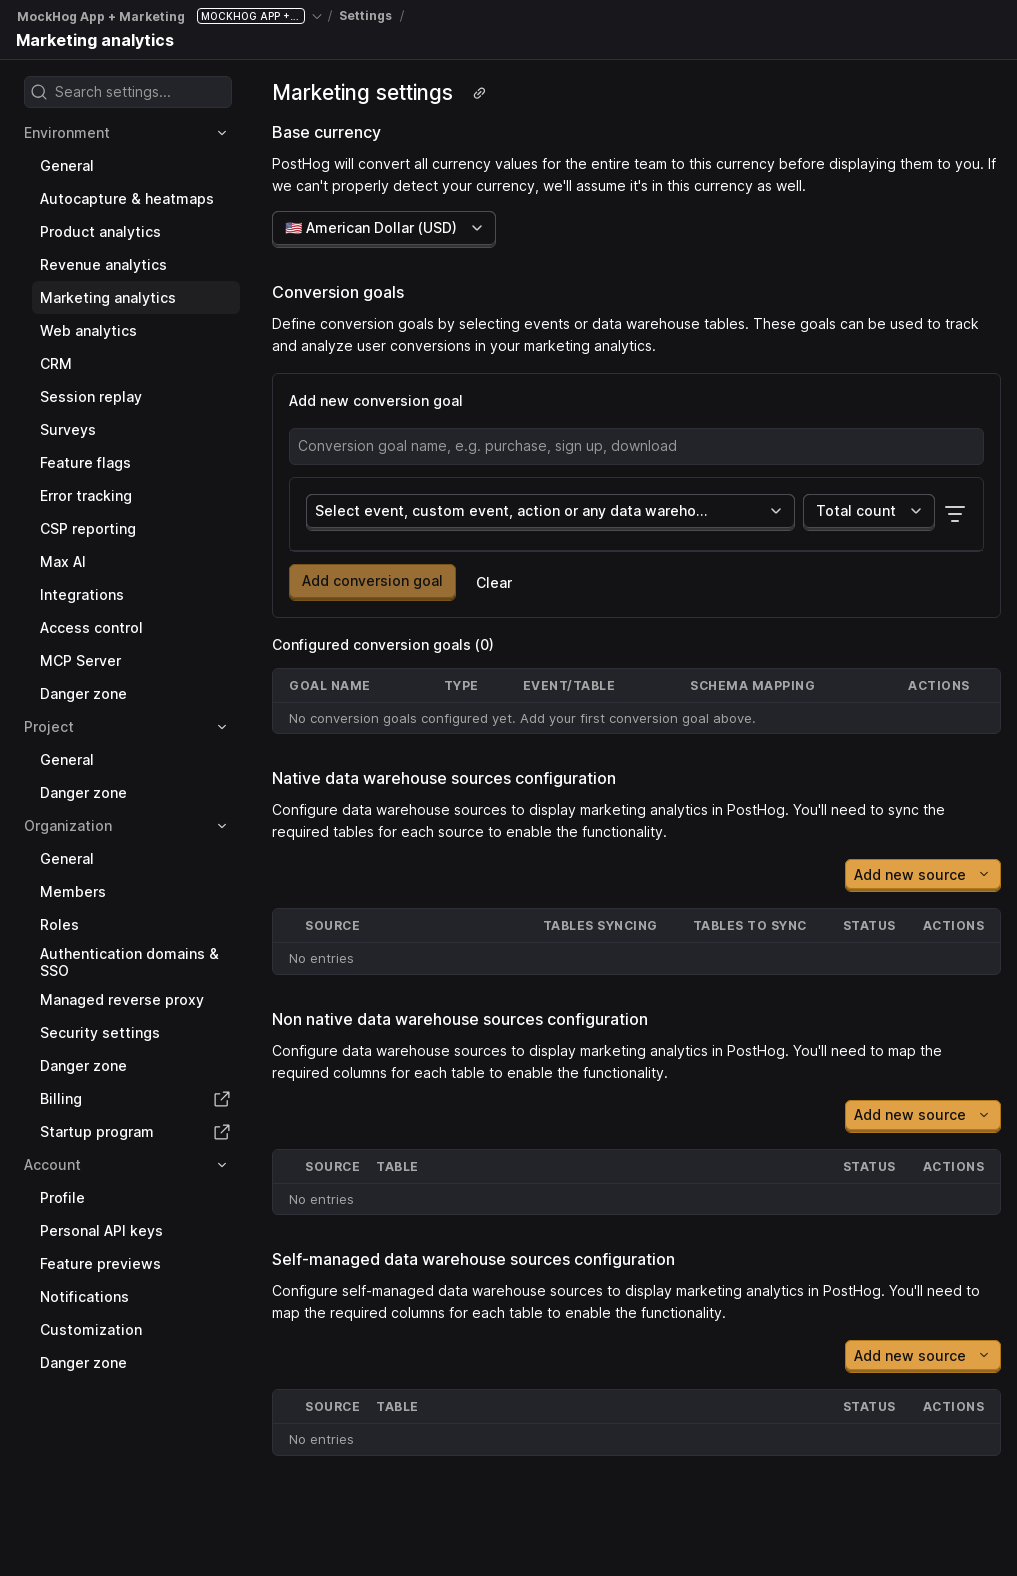 MockHog App + Marketing MOCKHOG APP +... / Settings /
Marketing analytics
Search settings...
Environment
General
Autocapture & heatmaps
Product analytics
Revenue analytics
Marketing analytics
Web analytics
CRM
Session replay
Surveys
Feature flags
Error tracking
CSP reporting
Max AI
Integrations
Access control
MCP Server
Danger zone
Project
General
Danger zone
Organization
General
Members
Roles
Authentication domains &
SSO
Managed reverse proxy
Security settings
Danger zone
Billing
Startup program
Account
Profile
Personal API keys
Feature previews
Notifications
Customization
Danger zone
Marketing settings
Base currency
PostHog will convert all currency values for the entire team to this currency before displaying them to you. If
we can't properly detect your currency, we'll assume it's in this currency as well.
🇺🇸 American Dollar (USD)
Conversion goals
Define conversion goals by selecting events or data warehouse tables. These goals can be used to track
and analyze user conversions in your marketing analytics.
Add new conversion goal
Conversion goal name, e.g. purchase, sign up, download
Select event, custom event, action or any data wareho... Total count
Add conversion goal Clear
Configured conversion goals (0)
GOAL NAME TYPE EVENT/TABLE SCHEMA MAPPING ACTIONS
No conversion goals configured yet. Add your first conversion goal above.
Native data warehouse sources configuration
Configure data warehouse sources to display marketing analytics in PostHog. You'll need to sync the
required tables for each source to enable the functionality.
Add new source
SOURCE TABLES SYNCING TABLES TO SYNC STATUS ACTIONS
No entries
Non native data warehouse sources configuration
Configure data warehouse sources to display marketing analytics in PostHog. You'll need to map the
required columns for each table to enable the functionality.
Add new source
SOURCE TABLE STATUS ACTIONS
No entries
Self-managed data warehouse sources configuration
Configure self-managed data warehouse sources to display marketing analytics in PostHog. You'll need to
map the required columns for each table to enable the functionality.
Add new source
SOURCE TABLE STATUS ACTIONS
No entries